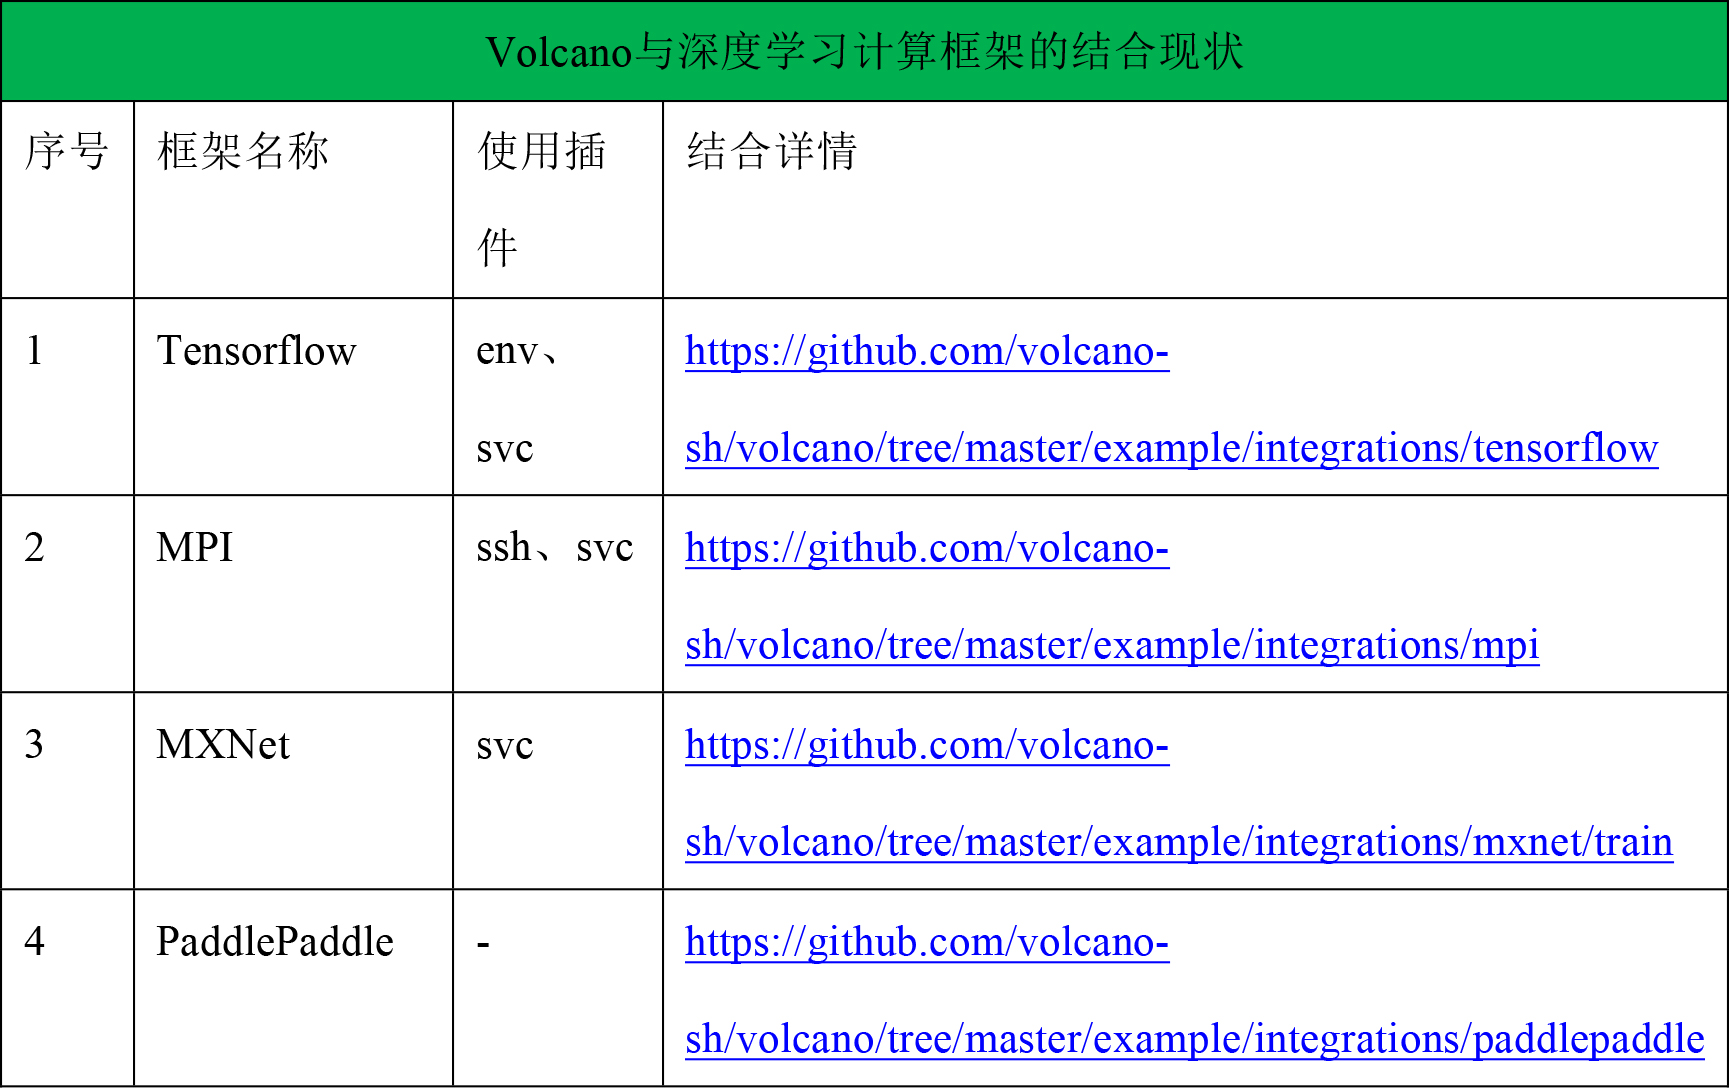 Volcano与深度学习计算框架的结合现状
序号 框架名称 使用插 结合详情
件
1 Tensorflow env、 https://github.com/volcano-
svc sh/volcano/tree/master/example/integrations/tensorflow
2 MPI ssh、svc https://github.com/volcano-
sh/volcano/tree/master/example/integrations/mpi
3 MXNet svc https://github.com/volcano-
sh/volcano/tree/master/example/integrations/mxnet/train
4 PaddlePaddle - https://github.com/volcano-
sh/volcano/tree/master/example/integrations/paddlepaddle